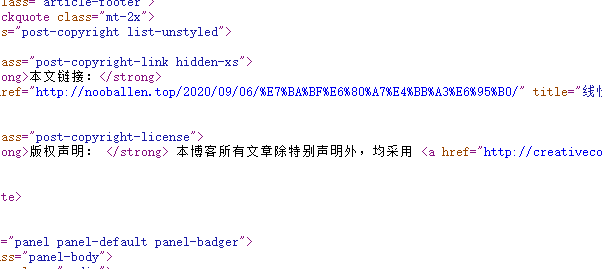 lass="article-footer">
ckquote class="mt-2x">
s="post-copyright list-unstyled">
ass="post-copyright-link hidden-xs">
ong>本文链接：</strong>
ref="http://nooballen.top/2020/09/06/%E7%BA%BF%E6%80%A7%E4%BB%A3%E6%95%B0/" title="线性
ass="post-copyright-license">
ong>版权声明： </strong> 本博客所有文章除特别声明外，均采用 <a href="http://creativeco
te>
="panel panel-default panel-badger">
ss="panel-body">